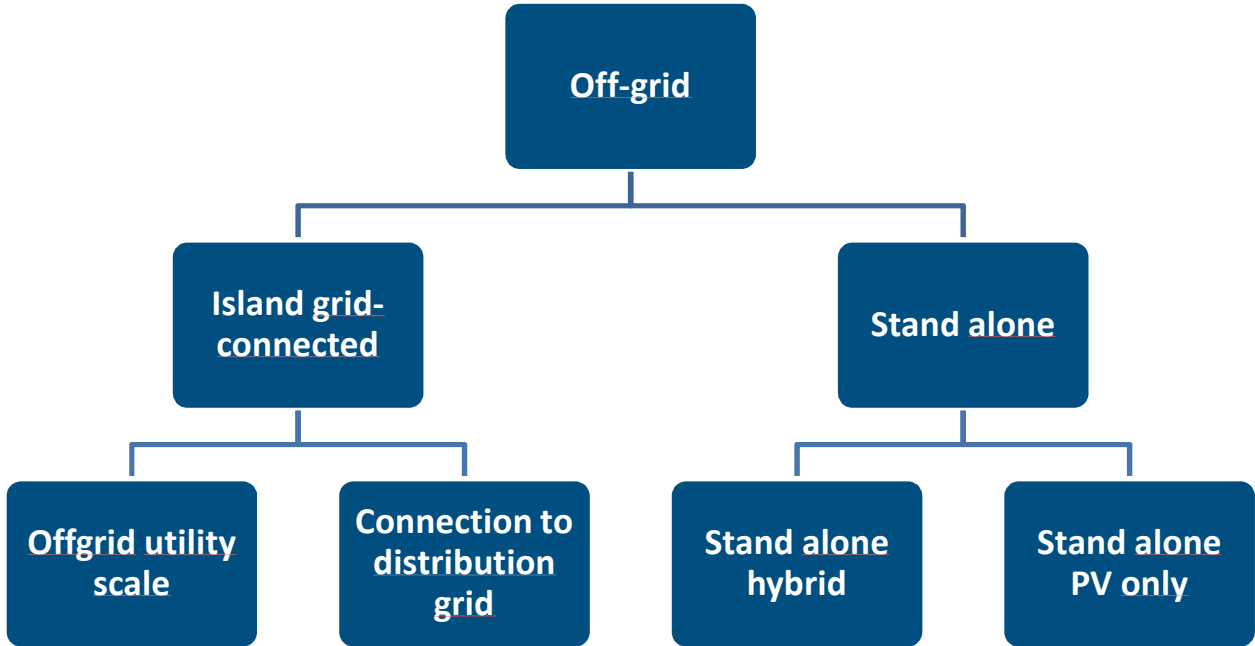 Off-grid
Island grid-
connected
Stand alone
Offgrid utility
scale
Connection to
distribution
grid
Stand alone
hybrid
Stand alone
PV only